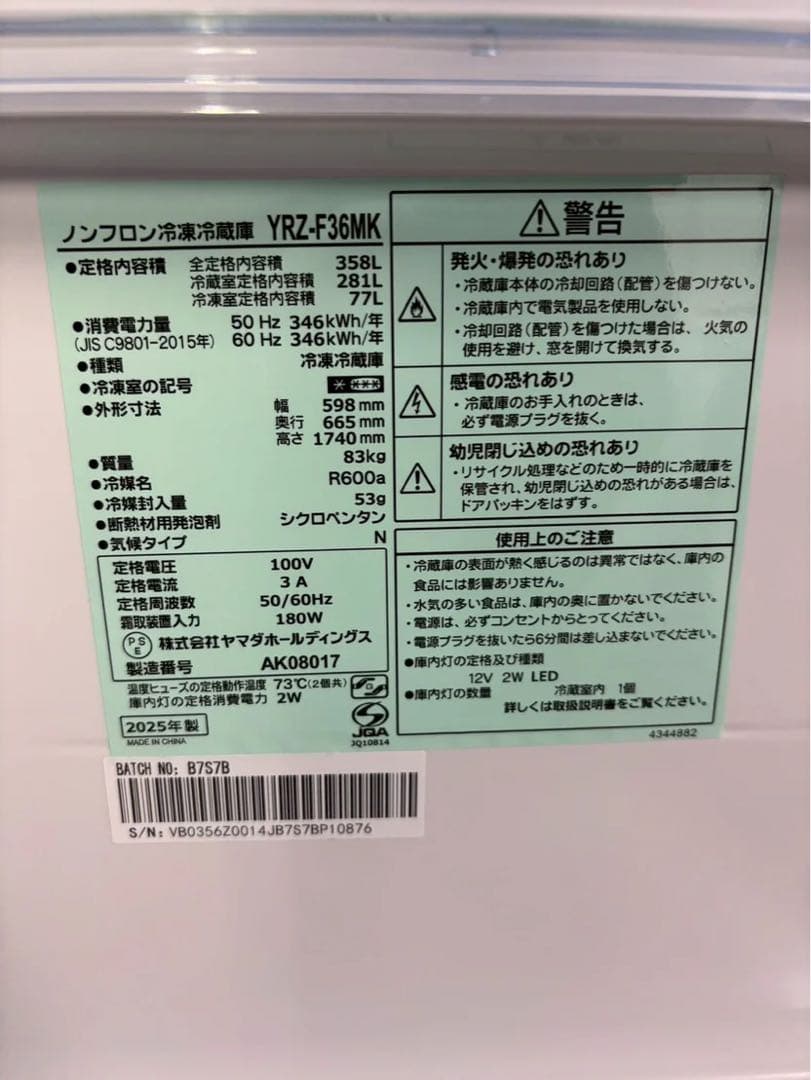 ノンフロン冷凍冷蔵庫 YRZ-F36MK
●定格内容積 全定格内容積 358L
冷蔵室定格内容積 281L
冷凍室定格内容積 77L
●消費電力量 50 Hz 346kWh/年
(JIS C9801-2015年) 60 Hz 346kWh/年
●種類 冷凍冷蔵庫
●冷凍室の記号 * ***
●外形寸法 幅 598 mm
奥行 665 mm
高さ 1740 mm
●質量 83kg
●冷媒名 R600a
●冷媒封入量 53g
●断熱材用発泡剤 シクロペンタン
●気候タイプ N
定格電圧 100V
定格電流 3 A
定格周波数 50/60Hz
霜取装置入力 180W
PSE 株式会社ヤマダホールディングス
製造番号 AK08017
温度ヒューズの定格動作温度 73℃(2個共)
庫内灯の定格消費電力 2W
2025年製
MADE IN CHINA
JQA
JQ10814
警告
発火・爆発の恐れあり
・冷蔵庫本体の冷却回路(配管)を傷つけない。
・冷蔵庫内で電気製品を使用しない。
・冷却回路(配管)を傷つけた場合は、火気の
使用を避け、窓を開けて換気する。
感電の恐れあり
・冷蔵庫のお手入れのときは、
必ず電源プラグを抜く。
幼児閉じ込めの恐れあり
・リサイクル処理などのため一時的に冷蔵庫を
保管され、幼児閉じ込めの恐れがある場合は、
ドアパッキンをはずす。
使用上のご注意
・冷蔵庫の表面が熱く感じるのは異常ではなく、庫内の
食品には影響ありません。
・水気の多い食品は、庫内の奥に置かないでください。
・電源は、必ずコンセントからとってください。
・電源プラグを抜いたら6分間は差し込まないでください。
●庫内灯の定格及び種類
12V 2W LED
●庫内灯の数量 冷蔵室内 1個
詳しくは取扱説明書をご覧ください。
4344882
BATCH NO: B7S7B
S/N: VB0356Z0014JB7S7BP10876